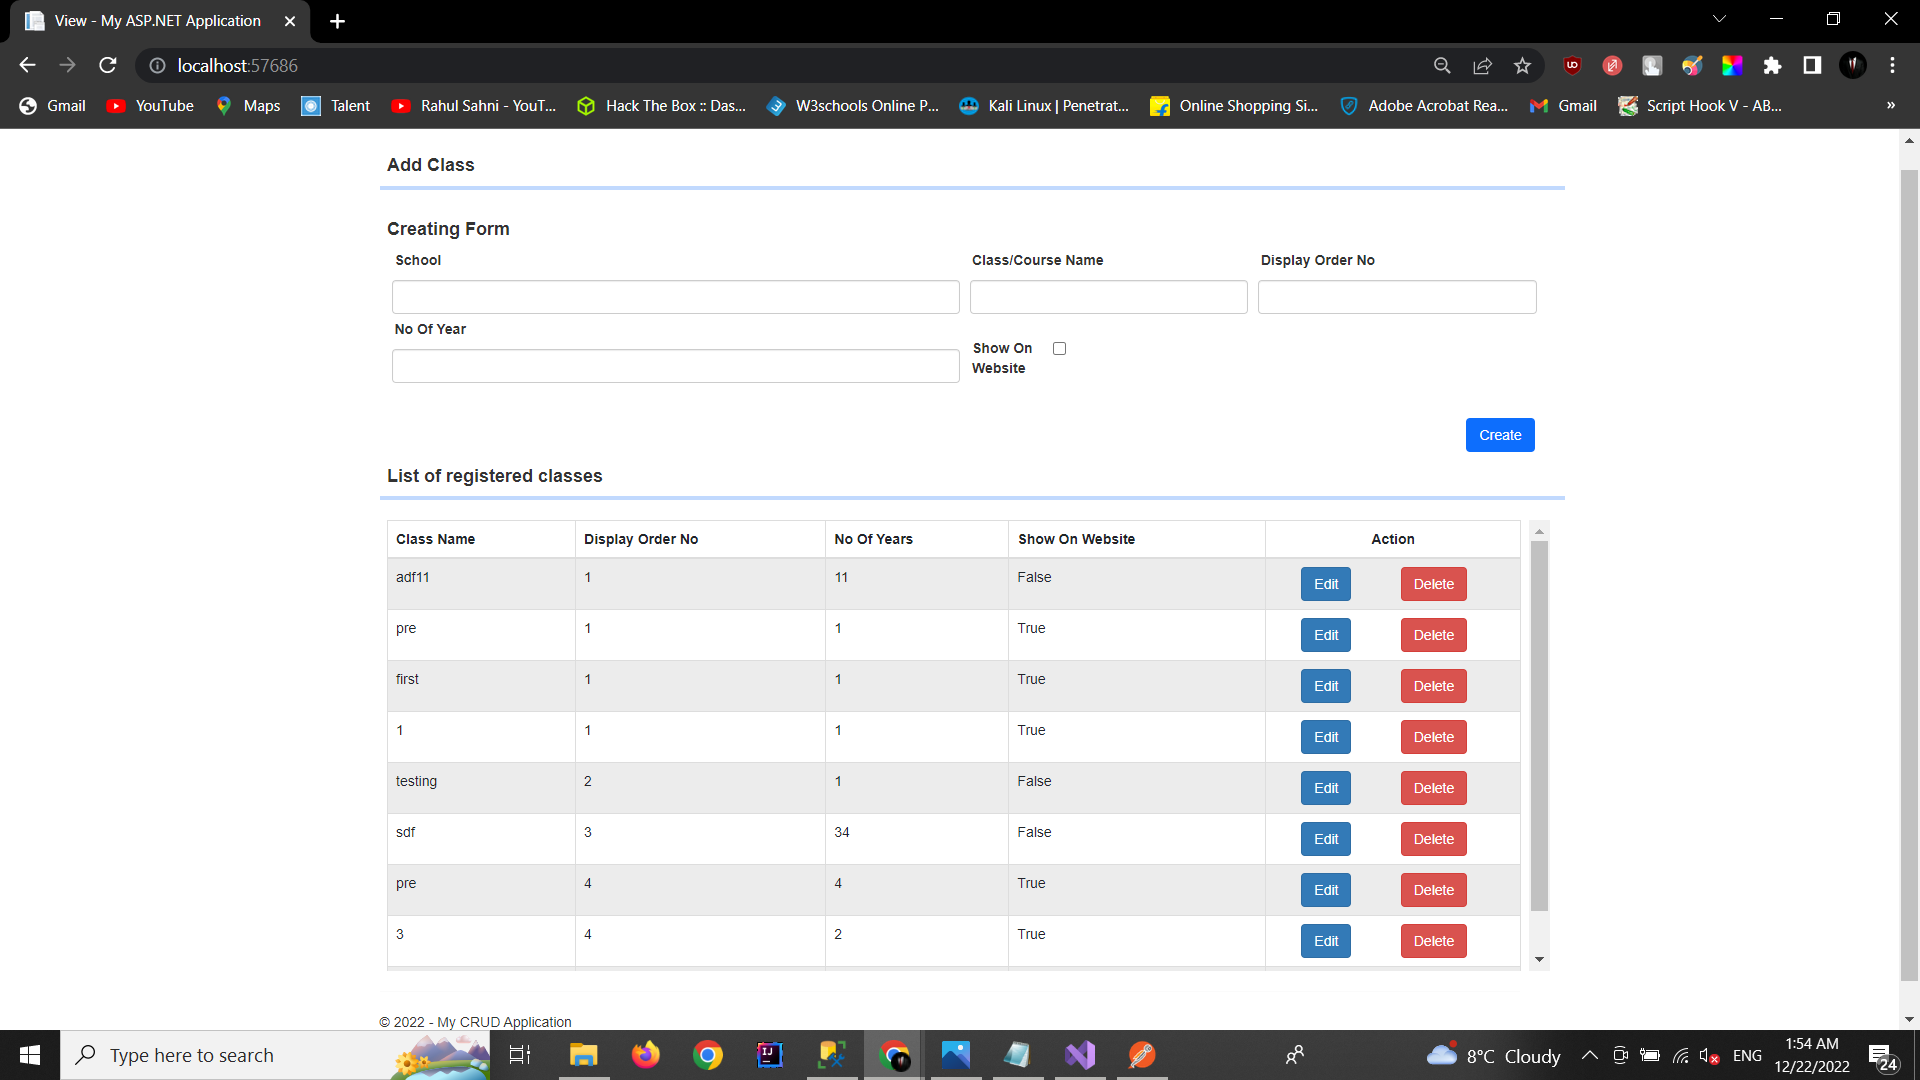 View - My ASP.NET Application
localhost:57686
Gmail YouTube Maps Talent Rahul Sahni - YouT... Hack The Box :: Das... W3schools Online P... Kali Linux | Penetrat... Online Shopping Si... Adobe Acrobat Rea... Gmail Script Hook V - AB... »
Add Class
Creating Form
School Class/Course Name Display Order No
No Of Year
Show On
Website
Create
List of registered classes
Class Name Display Order No No Of Years Show On Website Action
adf11 1 11 False Edit Delete
pre 1 1 True Edit Delete
first 1 1 True Edit Delete
1 1 1 True Edit Delete
testing 2 1 False Edit Delete
sdf 3 34 False Edit Delete
pre 4 4 True Edit Delete
3 4 2 True Edit Delete
© 2022 - My CRUD Application
Type here to search
8°C Cloudy ENG
1:54 AM
12/22/2022
24